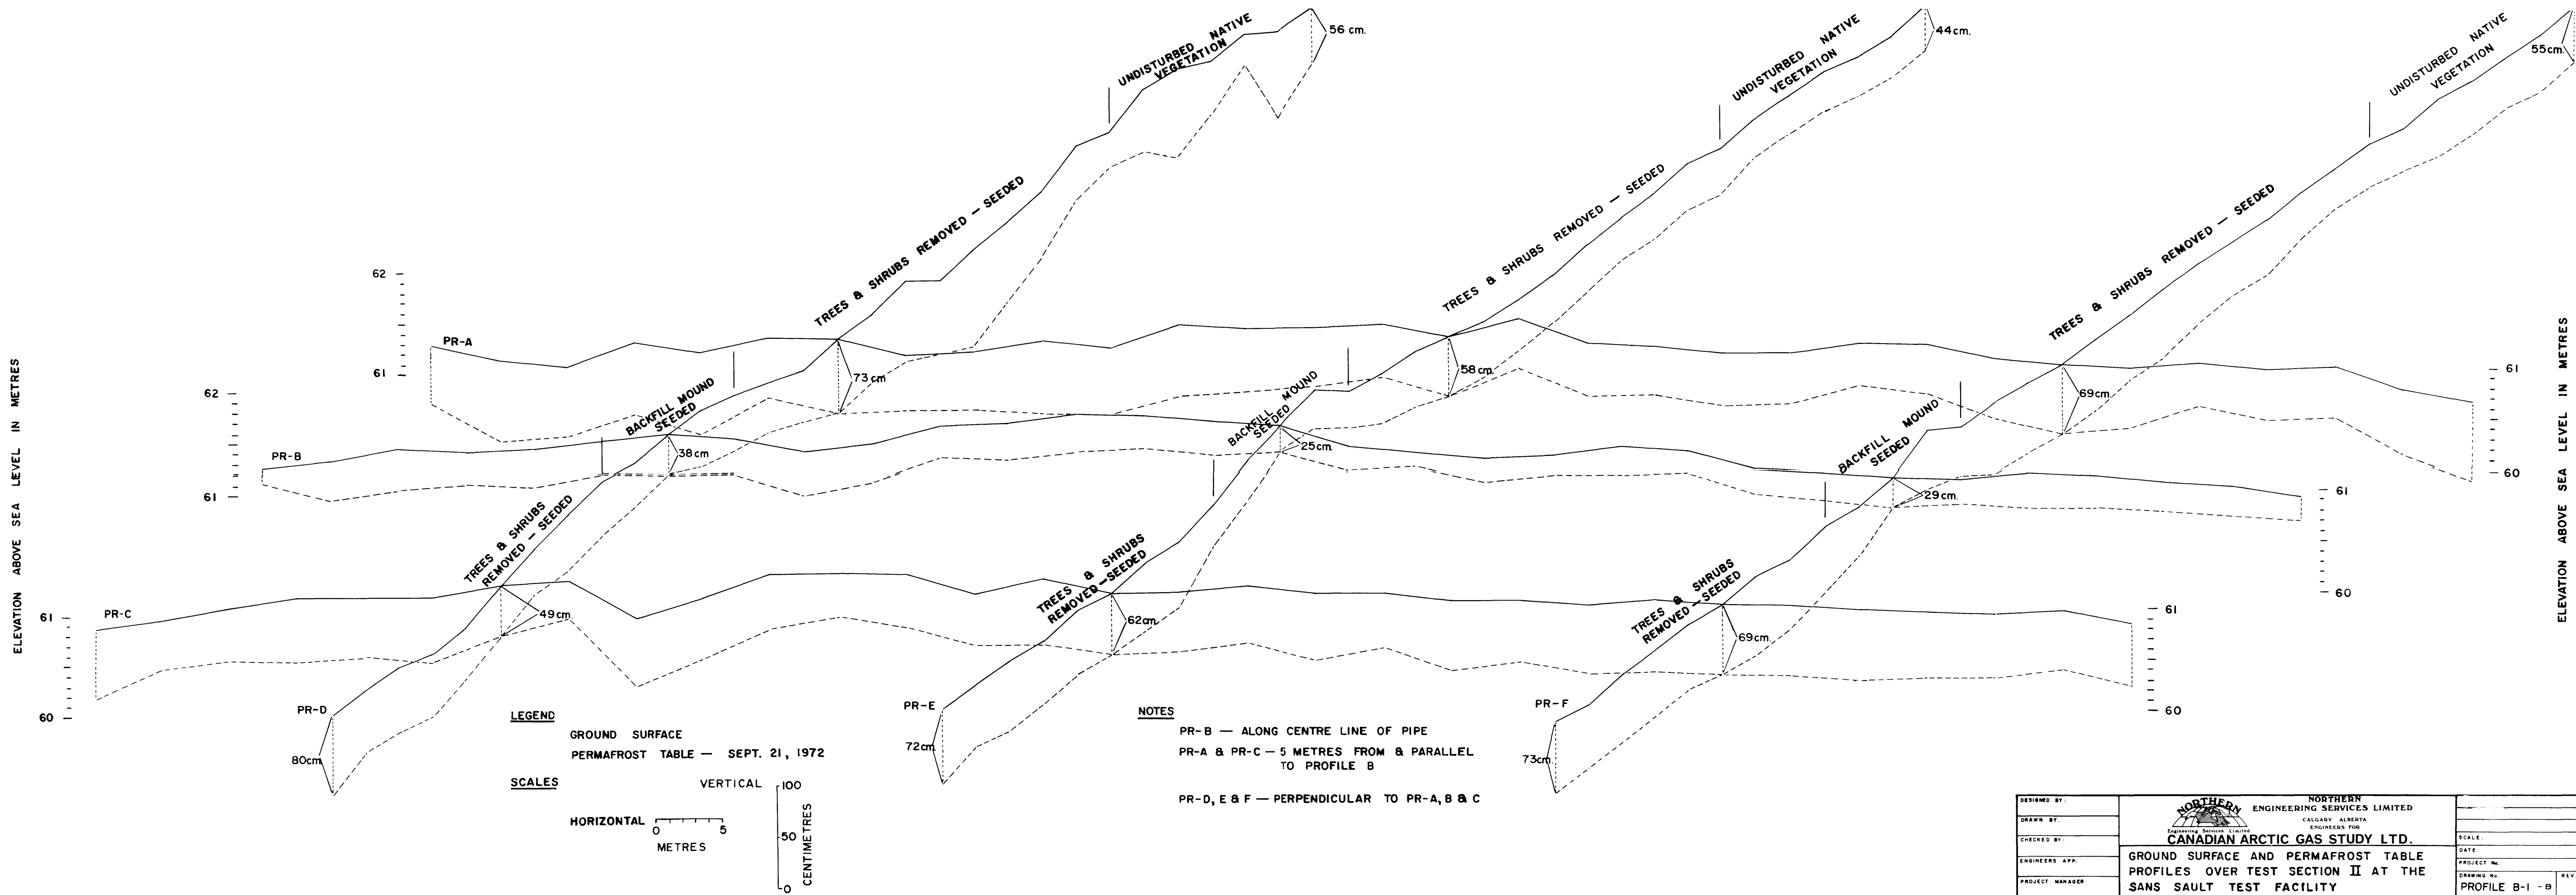 UNDISTURBED NATIVE
VEGETATION
56 cm.
UNDISTURBED NATIVE
VEGETATION
44cm.
UNDISTURBED NATIVE
VEGETATION
55cm.
TREES & SHRUBS REMOVED — SEEDED
TREES & SHRUBS REMOVED — SEEDED
TREES & SHRUBS REMOVED — SEEDED
ELEVATION ABOVE SEA LEVEL IN METRES
62
61
PR-A
73cm
58cm.
69cm.
61
60
ELEVATION ABOVE SEA LEVEL IN METRES
62
61
PR-B
BACKFILL MOUND
SEEDED
38cm
BACKFILL MOUND
SEEDED
25cm.
BACKFILL MOUND
SEEDED
29cm.
61
60
TREES & SHRUBS
REMOVED — SEEDED
TREES & SHRUBS
REMOVED — SEEDED
TREES & SHRUBS
REMOVED — SEEDED
61
60
PR-C
49cm
62cm.
69cm.
61
60
PR-D
80cm
PR-E
72cm.
PR-F
73cm.
LEGEND
GROUND SURFACE
PERMAFROST TABLE — SEPT. 21, 1972
SCALES
VERTICAL
100
50
0
CENTIMETRES
HORIZONTAL
0 5
METRES
NOTES
PR-B — ALONG CENTRE LINE OF PIPE
PR-A & PR-C — 5 METRES FROM & PARALLEL
TO PROFILE B
PR-D, E & F — PERPENDICULAR TO PR-A, B & C
DESIGNED BY:
DRAWN BY:
CHECKED BY:
ENGINEERS APP.
PROJECT MANAGER
NORTHERN
Engineering Services Limited
NORTHERN
ENGINEERING SERVICES LIMITED
CALGARY ALBERTA
ENGINEERS FOR
CANADIAN ARCTIC GAS STUDY LTD.
GROUND SURFACE AND PERMAFROST TABLE
PROFILES OVER TEST SECTION II AT THE
SANS SAULT TEST FACILITY
SCALE:
DATE:
PROJECT No.
DRAWING No.
PROFILE B-1 -8
REV.